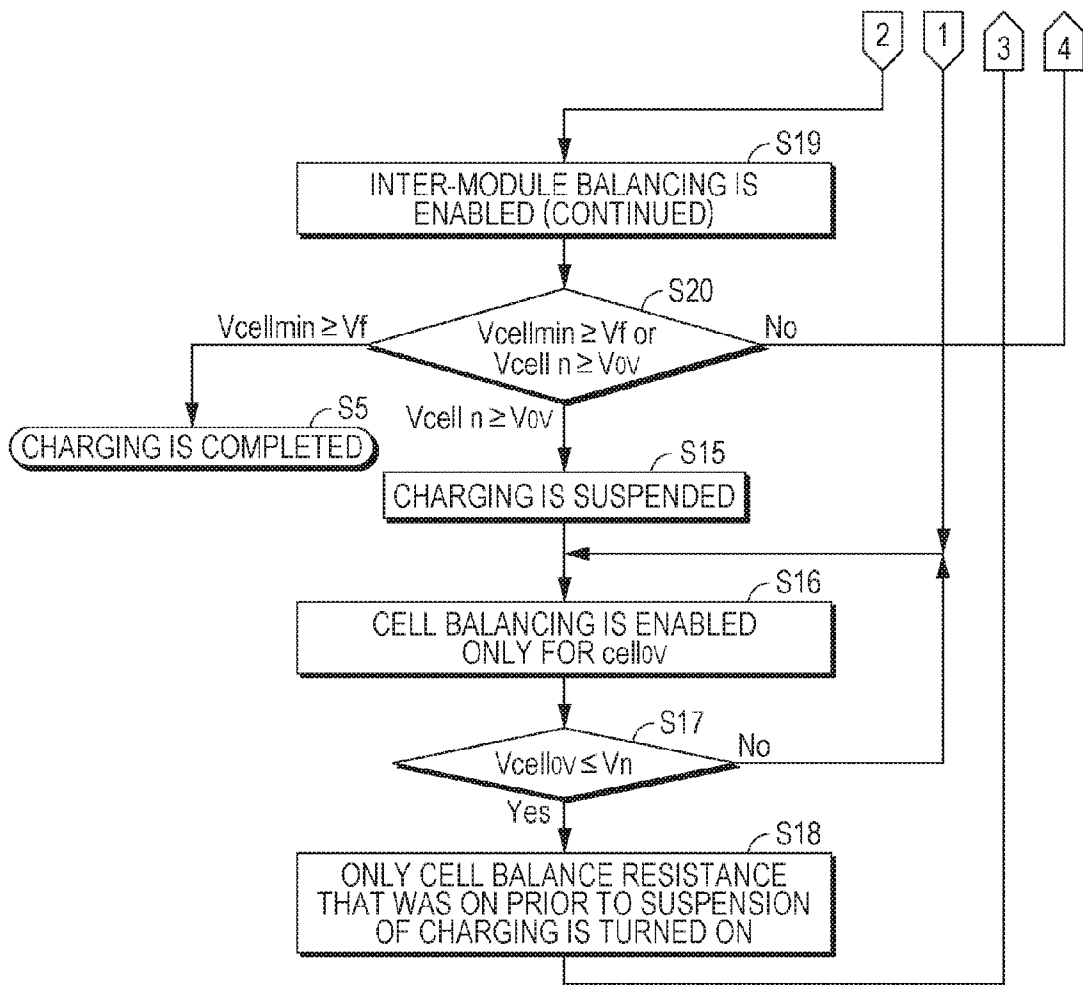 2
1
3
4
S19
INTER-MODULE BALANCING IS
ENABLED (CONTINUED)
S20
Vcellmin ≥ Vf
Vcellmin ≥ Vf or
Vcell n ≥ V0V
No
Vcell n ≥ V0V
S5
CHARGING IS COMPLETED
S15
CHARGING IS SUSPENDED
S16
CELL BALANCING IS ENABLED
ONLY FOR cell0V
S17
Vcell0V ≤ Vn
No
Yes
S18
ONLY CELL BALANCE RESISTANCE
THAT WAS ON PRIOR TO SUSPENSION
OF CHARGING IS TURNED ON